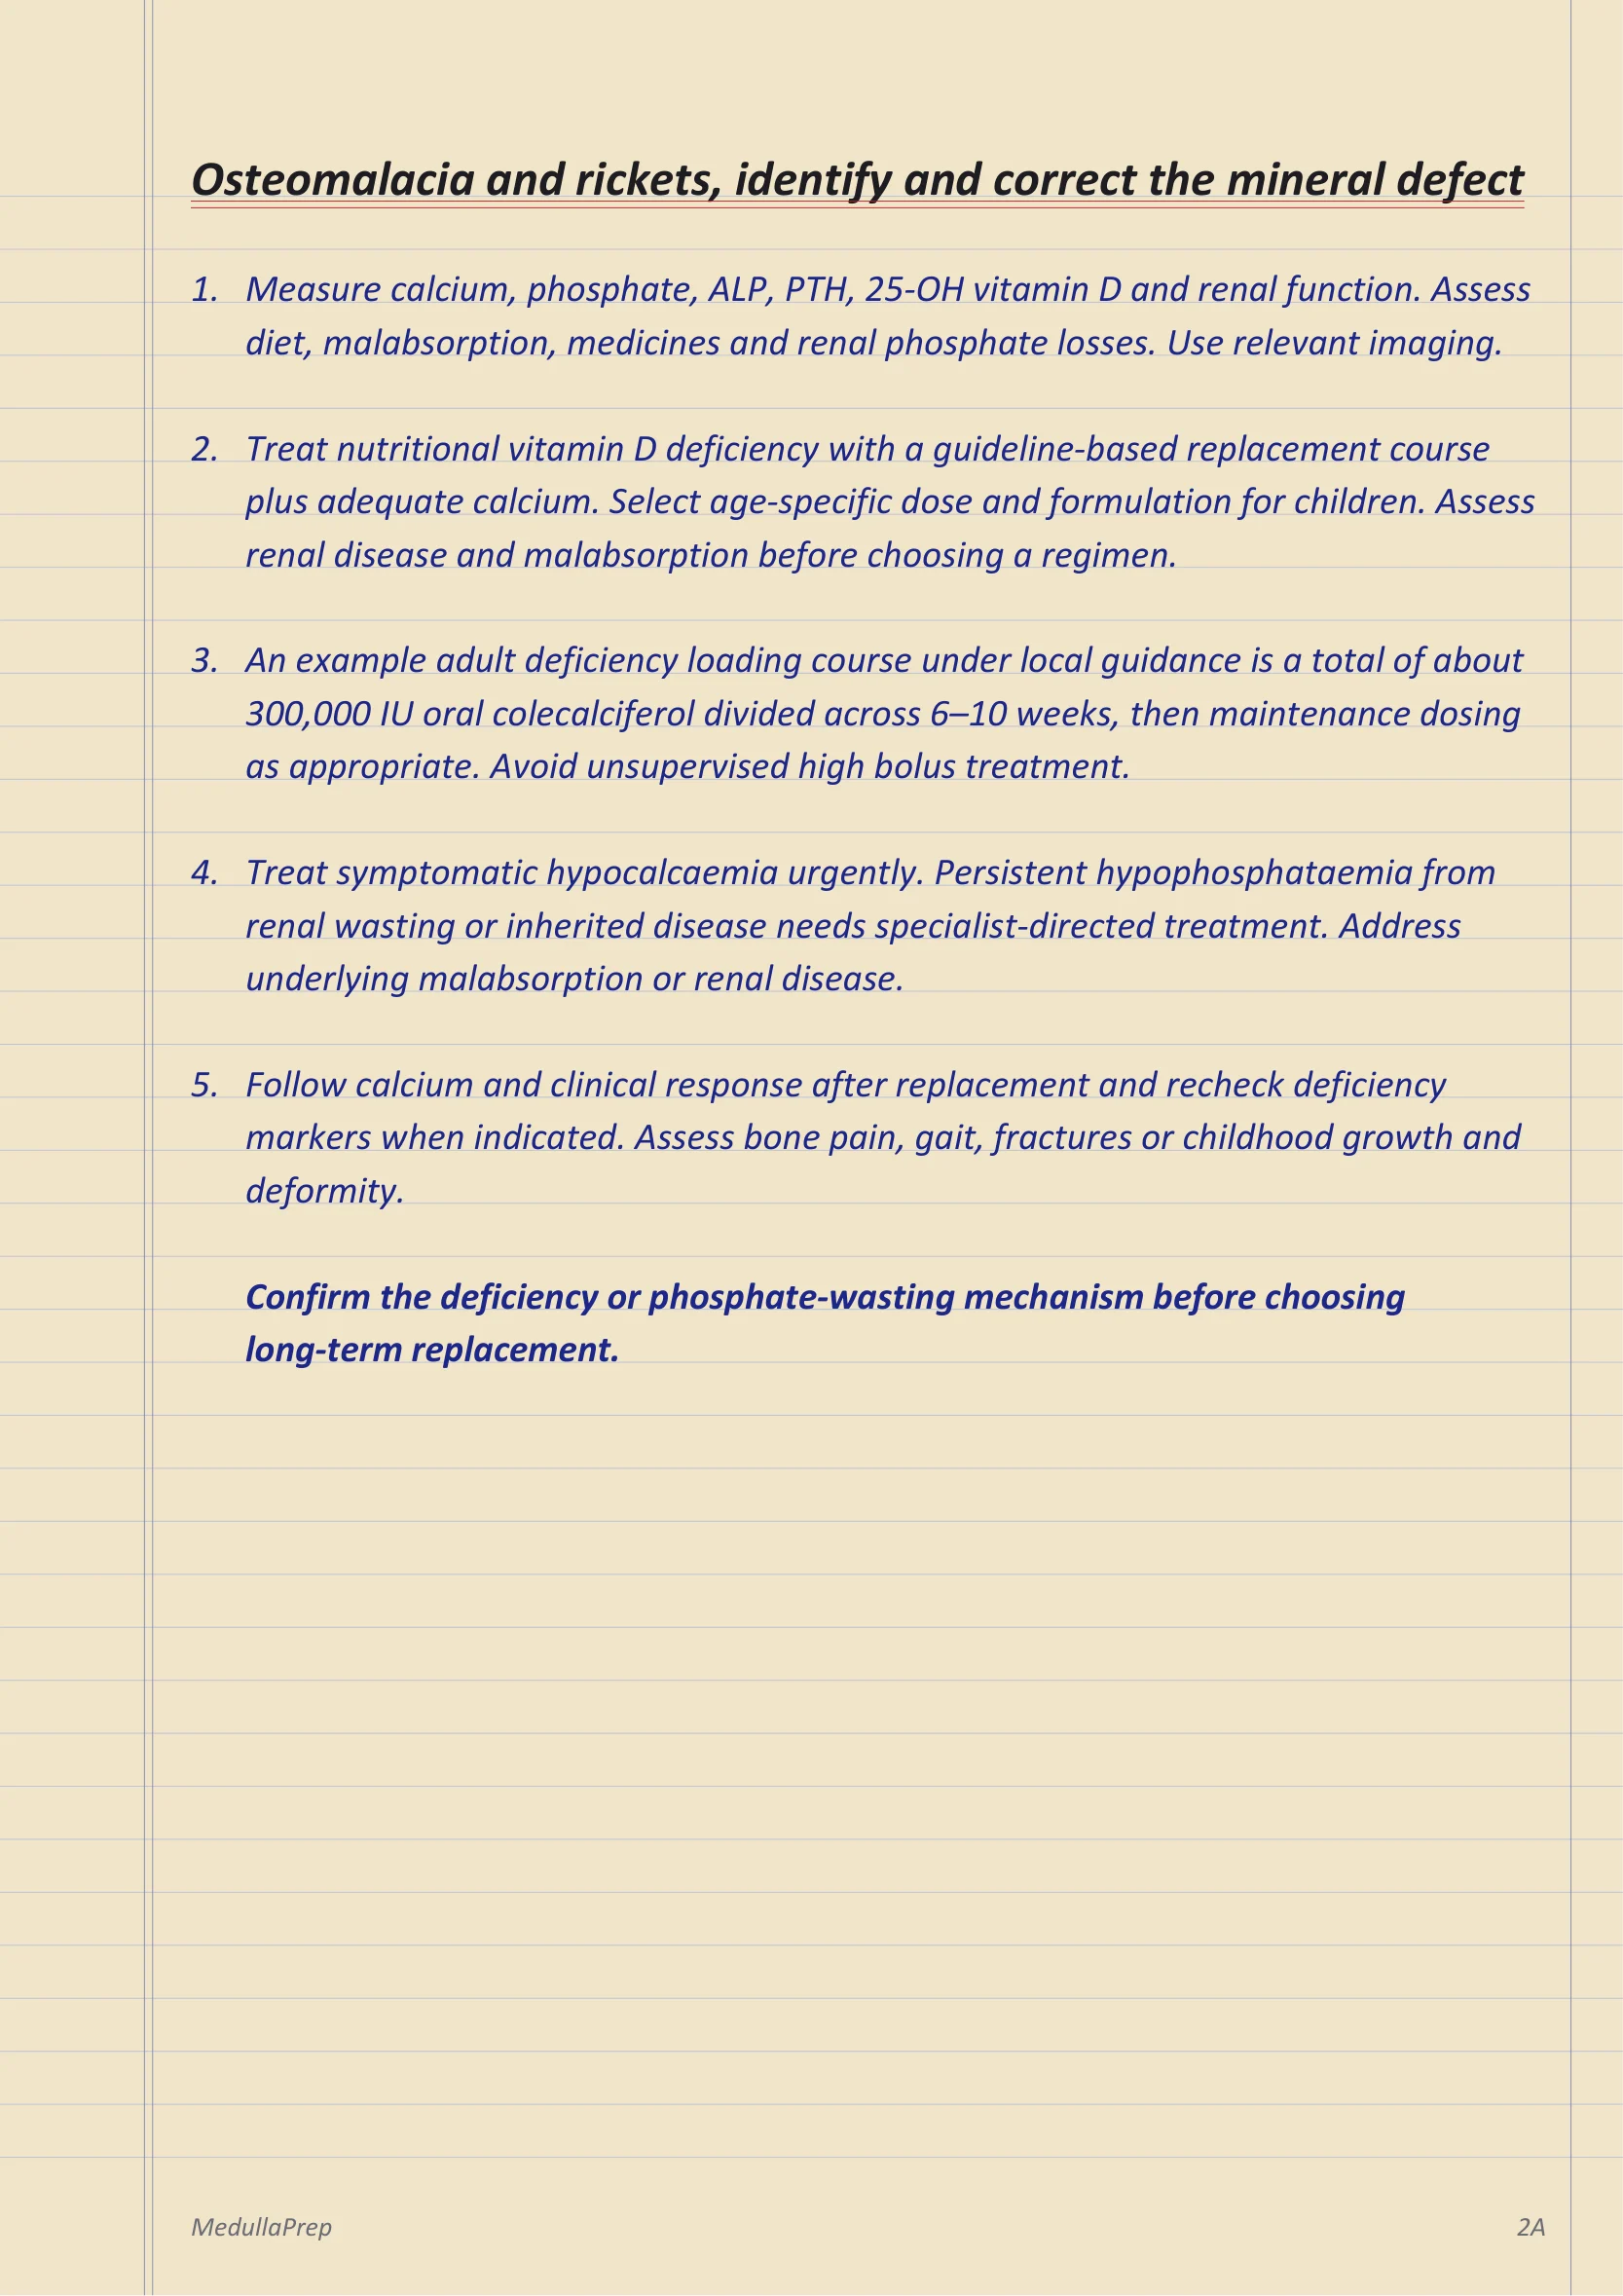 Osteomalacia and rickets, identify and correct the mineral defect
1. Measure calcium, phosphate, ALP, PTH, 25-OH vitamin D and renal function. Assess
diet, malabsorption, medicines and renal phosphate losses. Use relevant imaging.
2. Treat nutritional vitamin D deficiency with a guideline-based replacement course
plus adequate calcium. Select age-specific dose and formulation for children. Assess
renal disease and malabsorption before choosing a regimen.
3. An example adult deficiency loading course under local guidance is a total of about
300,000 IU oral colecalciferol divided across 6–10 weeks, then maintenance dosing
as appropriate. Avoid unsupervised high bolus treatment.
4. Treat symptomatic hypocalcaemia urgently. Persistent hypophosphataemia from
renal wasting or inherited disease needs specialist-directed treatment. Address
underlying malabsorption or renal disease.
5. Follow calcium and clinical response after replacement and recheck deficiency
markers when indicated. Assess bone pain, gait, fractures or childhood growth and
deformity.
Confirm the deficiency or phosphate-wasting mechanism before choosing
long-term replacement.
MedullaPrep
2A